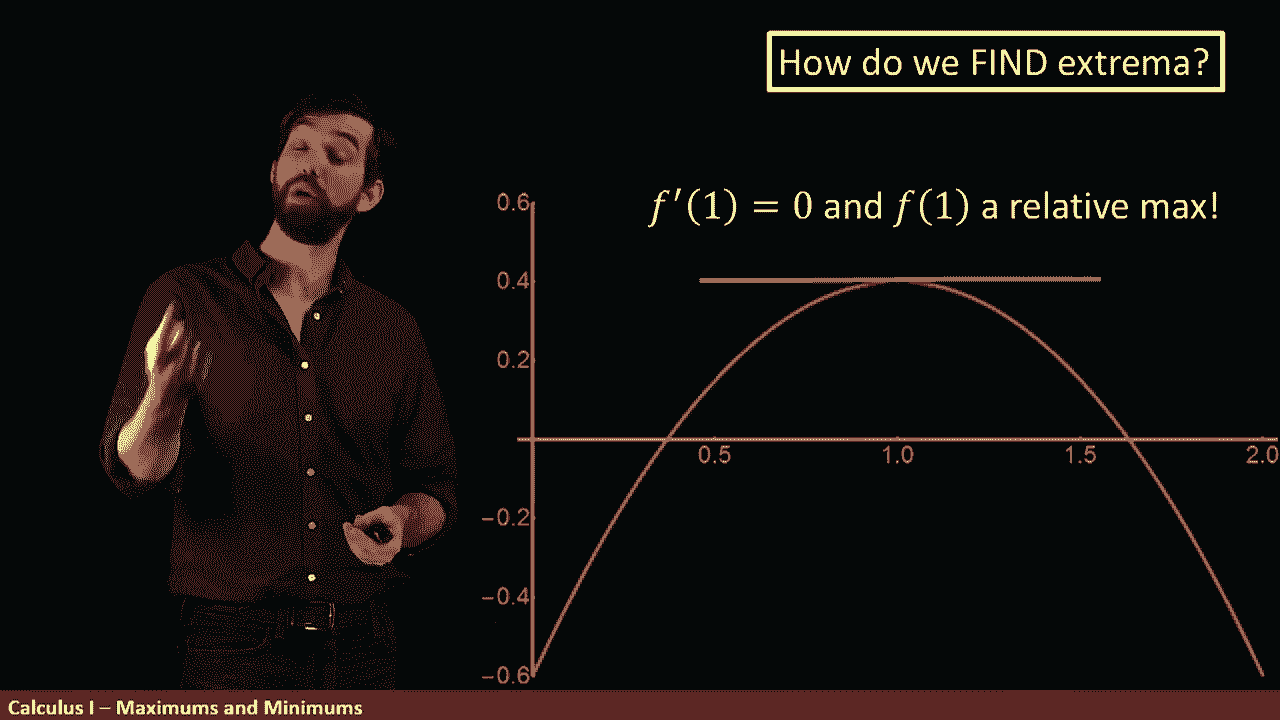 How do we FIND extrema?
f′(1) = 0 and f(1) a relative max!
0.6
0.4
0.2
0.5 1.0 1.5 2.0
−0.2
−0.4
−0.6
Calculus I – Maximums and Minimums